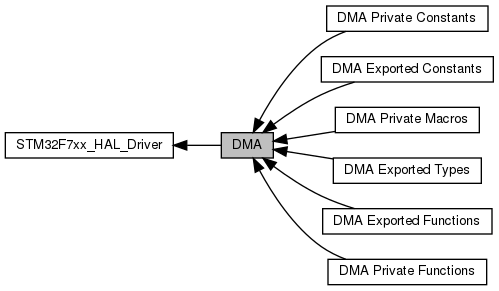 DMA Private Constants
DMA Exported Constants
DMA Private Macros
STM32F7xx_HAL_Driver
DMA
DMA Exported Types
DMA Exported Functions
DMA Private Functions